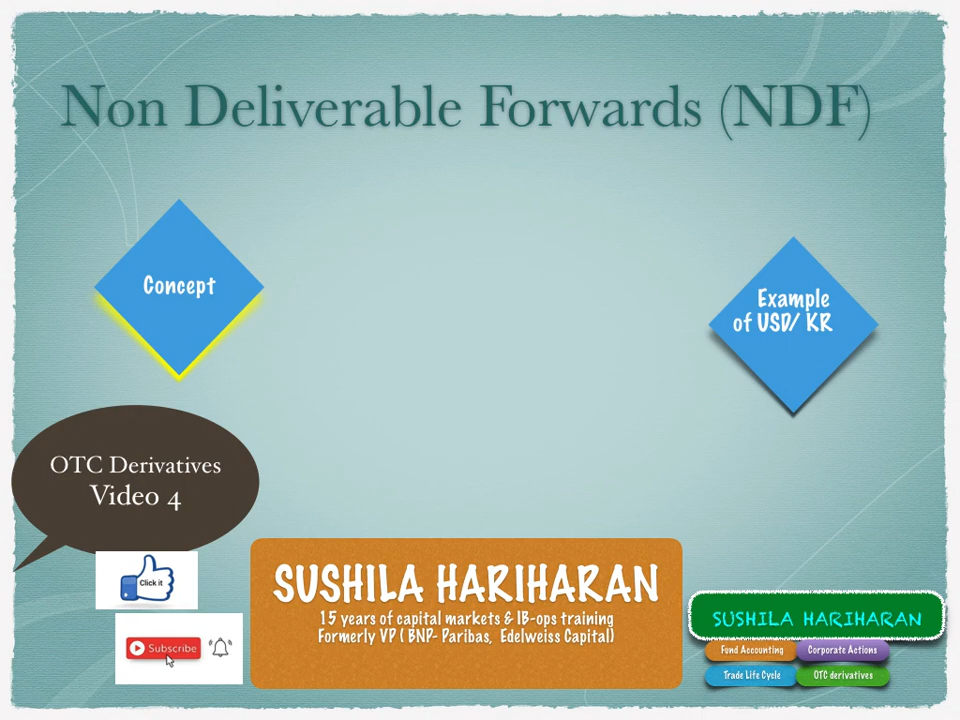 Non Deliverable Forwards (NDF)
Concept
Example
of USD/ KR
OTC Derivatives
Video 4
Click it
Subscribe
SUSHILA HARIHARAN
15 years of capital markets & IB-ops training
Formerly VP ( BNP- Paribas, Edelweiss Capital)
SUSHILA HARIHARAN
Fund Accounting
Corporate Actions
Trade Life Cycle
OTC derivatives